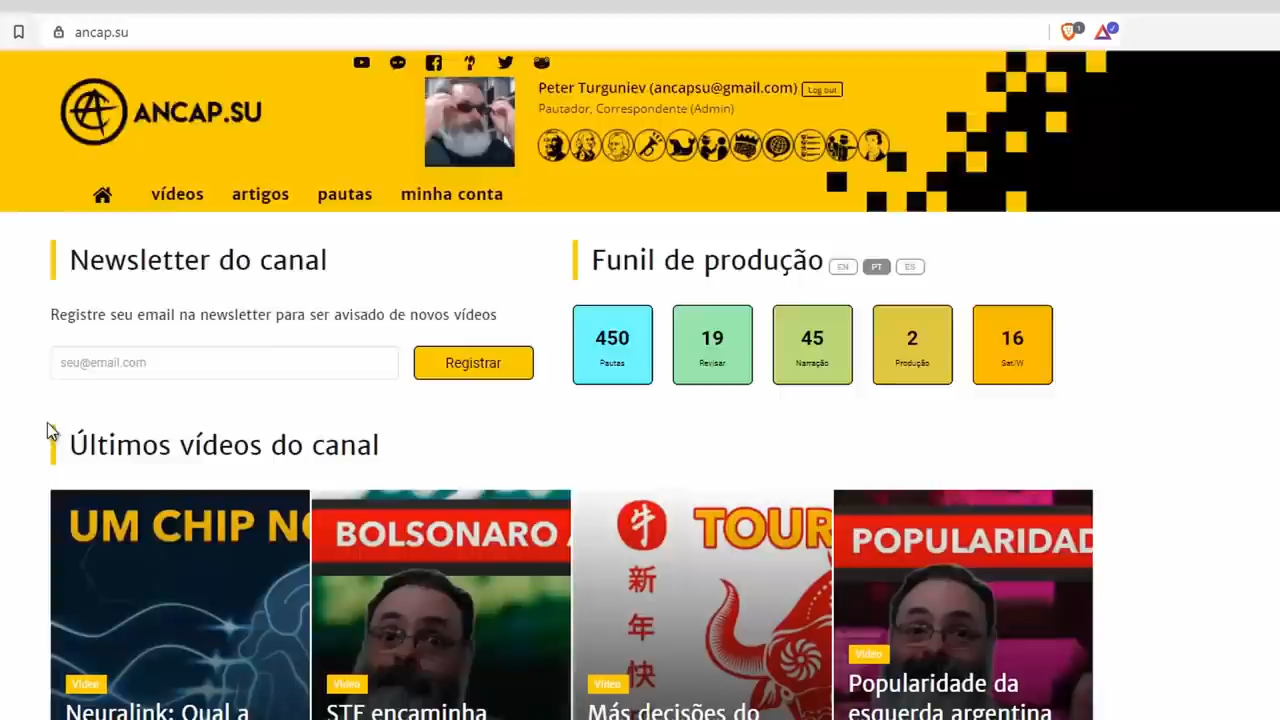 ancap.su
ANCAP.SU
Peter Turguniev (ancapsu@gmail.com) Log out
Pautador, Correspondente (Admin)
vídeos artigos pautas minha conta
Newsletter do canal
Registre seu email na newsletter para ser avisado de novos vídeos
seu@email.com
Registrar
Funil de produção EN PT ES
450 19 45 2 16
Pautas Revisar Narração Produção Sat/W
Últimos vídeos do canal
UM CHIP
Vídeo
Neuralink: Qual a
BOLSONARO
Vídeo
STF encaminha
牛
新
年
快
TOUR
Vídeo
Más decisões do
POPULARIDAD
Vídeo
Popularidade da
esquerda argentina